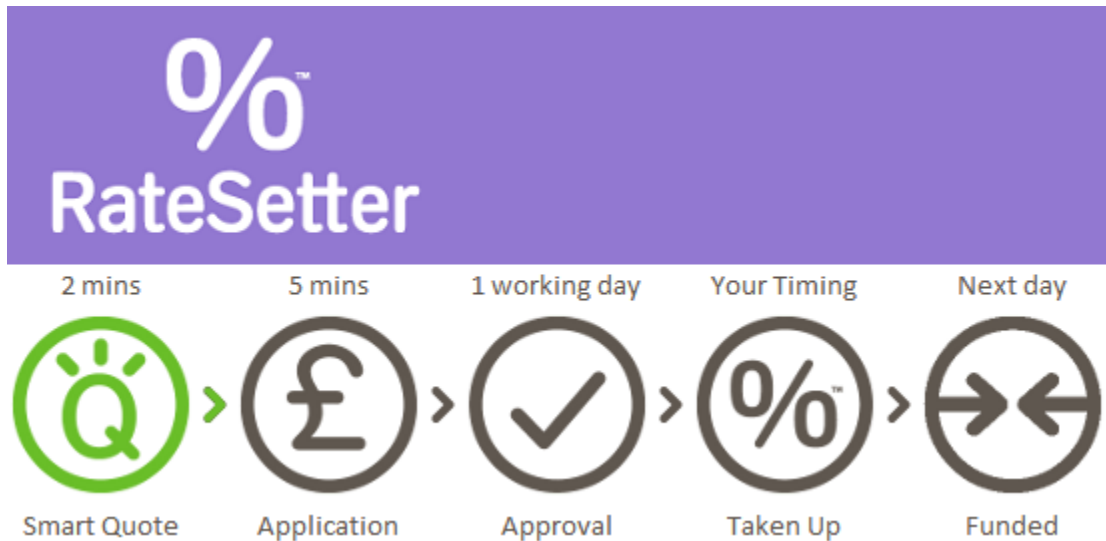 %™
RateSetter
2 mins 5 mins 1 working day Your Timing Next day
Q £ %™
Smart Quote Application Approval Taken Up Funded